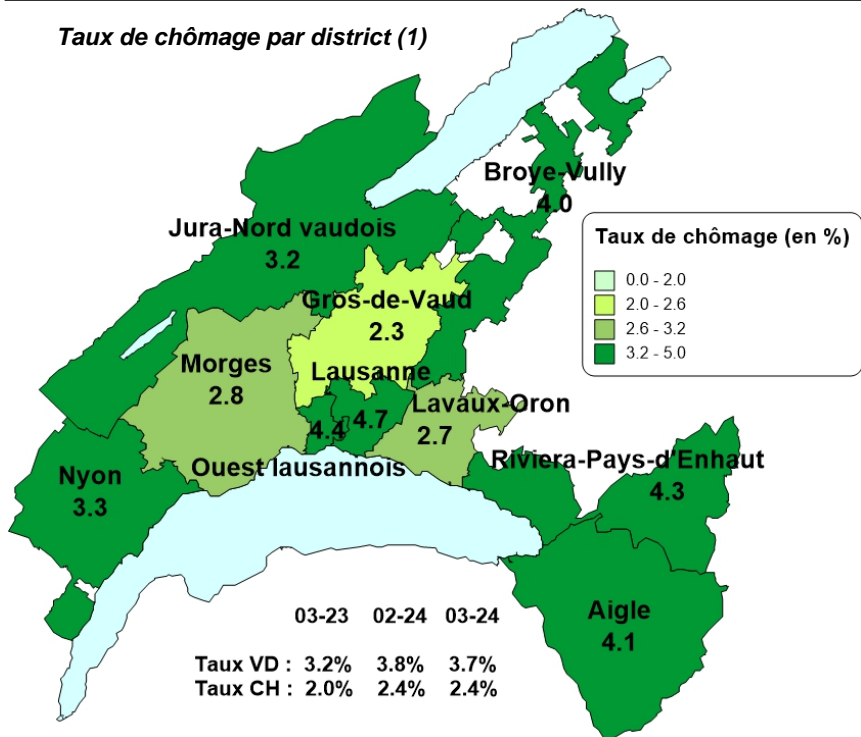 Taux de chômage par district (1)
Broye-Vully
4.0
Jura-Nord vaudois
3.2
Taux de chômage (en %)
0.0 - 2.0
2.0 - 2.6
2.6 - 3.2
3.2 - 5.0
Gros-de-Vaud
2.3
Morges
2.8
Lausanne
4.7
4.4
Lavaux-Oron
2.7
Ouest lausannois
Riviera-Pays-d'Enhaut
4.3
Nyon
3.3
Aigle
4.1
03-23 02-24 03-24
Taux VD : 3.2% 3.8% 3.7%
Taux CH : 2.0% 2.4% 2.4%